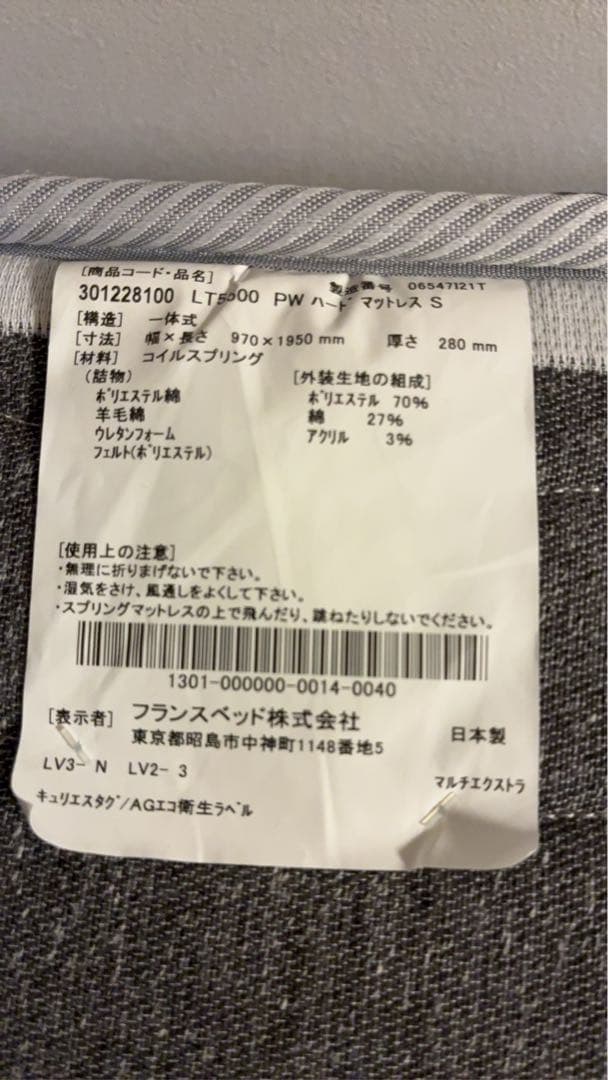 [商品コード・品名]
製造番号 06547121T
301228100 LT5500 PW ハード マットレス S
[構造] 一体式
[寸法] 幅×長さ 970×1950 mm 厚さ 280 mm
[材料] コイルスプリング
(詰物) [外装生地の組成]
ポリエステル綿 ポリエステル 70%
羊毛綿 綿 27%
ウレタンフォーム アクリル 3%
フェルト(ポリエステル)
[使用上の注意]
・無理に折りまげないで下さい。
・湿気をさけ、風通しをよくして下さい。
・スプリングマットレスの上で飛んだり、跳ねたりしないでください。
1301-000000-0014-0040
[表示者] フランスベッド株式会社
東京都昭島市中神町1148番地5 日本製
LV3- N LV2- 3
マルチエクストラ
キュリエスタグ/AGエコ衛生ラベル